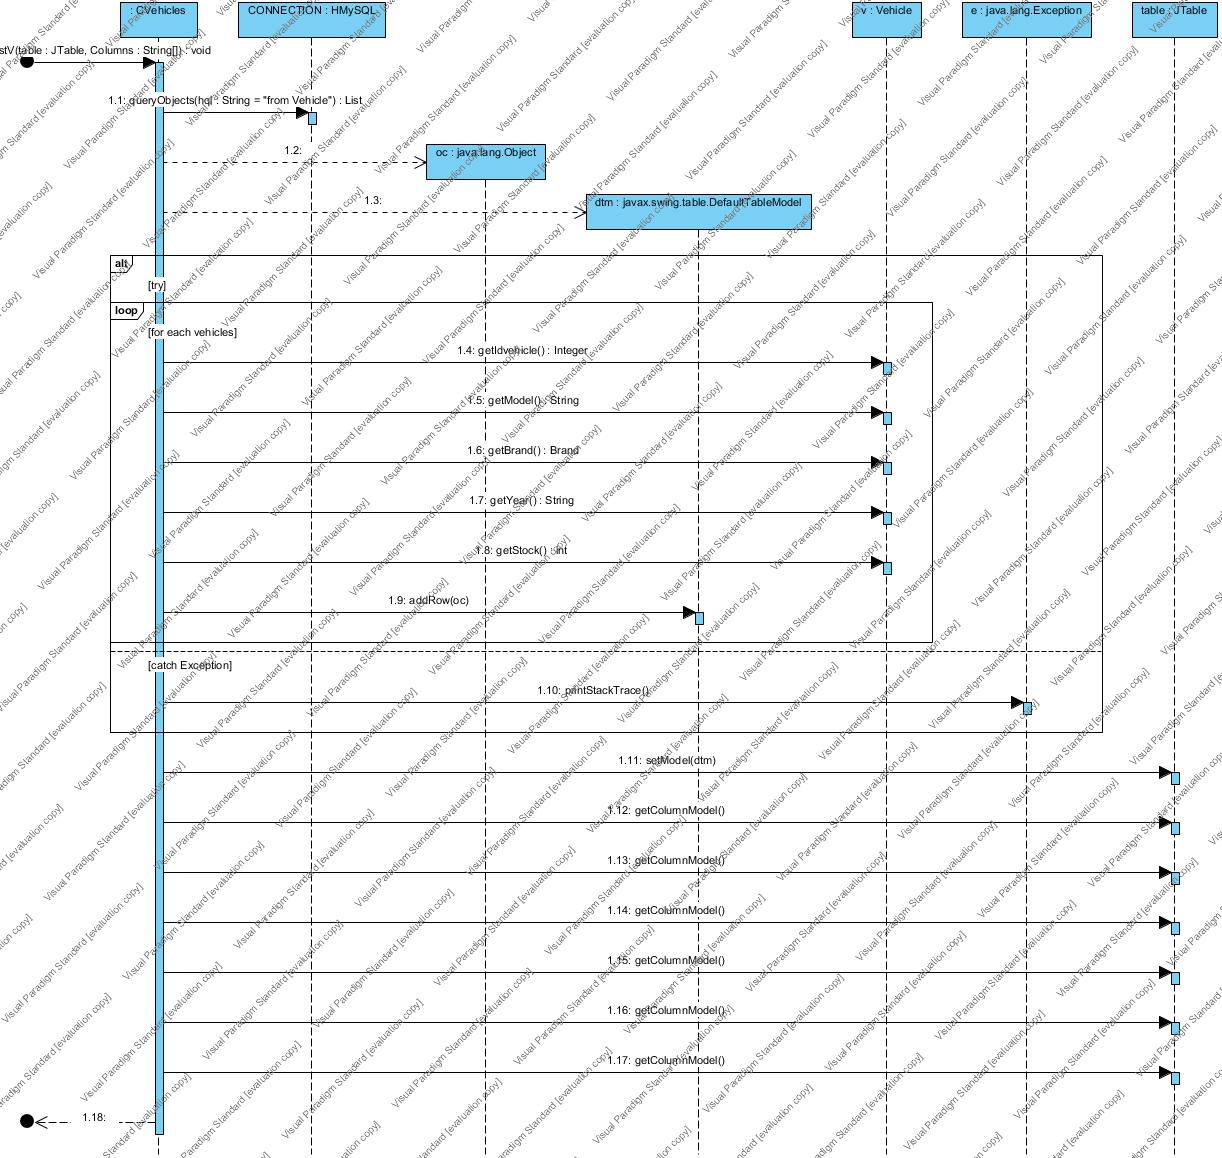 : CVehicles
CONNECTION : HMySQL
v : Vehicle
e : java.lang.Exception
table : JTable
stV(table : JTable, Columns : String[]) : void
1.1: queryObjects(hql : String = "from Vehicle") : List
1.2:
oc : java.lang.Object
1.3:
dtm : javax.swing.table.DefaultTableModel
alt
[try]
loop
[for each vehicles]
1.4: getIdvehicle() : Integer
1.5: getModel() : String
1.6: getBrand() : Brand
1.7: getYear() : String
1.8: getStock() : int
1.9: addRow(oc)
[catch Exception]
1.10: printStackTrace()
1.11: setModel(dtm)
1.12: getColumnModel()
1.13: getColumnModel()
1.14: getColumnModel()
1.15: getColumnModel()
1.16: getColumnModel()
1.17: getColumnModel()
1.18:
Visual Paradigm Standard [evaluation copy]